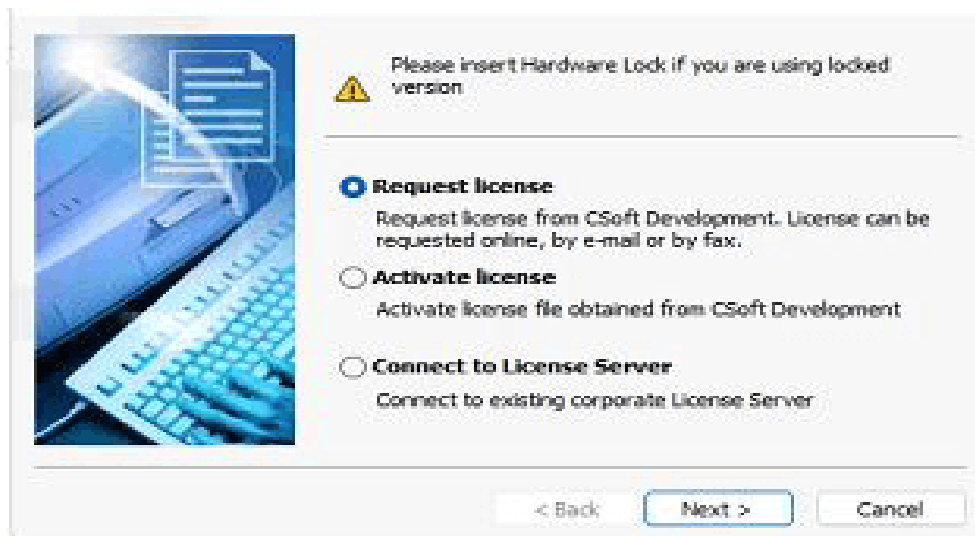 Please insert Hardware Lock if you are using locked
version
Request license
Request license from CSoft Development. License can be
requested online, by e-mail or by fax.
Activate license
Activate license file obtained from CSoft Development
Connect to License Server
Connect to existing corporate License Server
< Back Next > Cancel